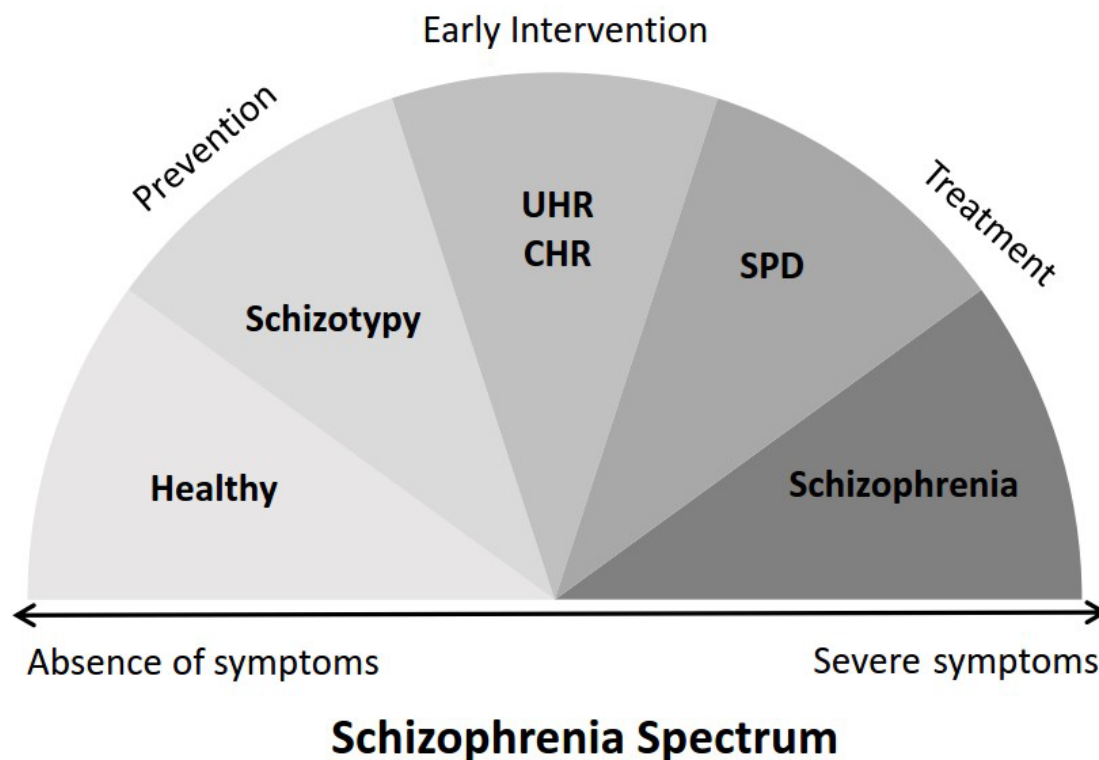 Early Intervention
Prevention
Treatment
UHR
CHR
SPD
Schizotypy
Healthy
Schizophrenia
Absence of symptoms
Severe symptoms
Schizophrenia Spectrum